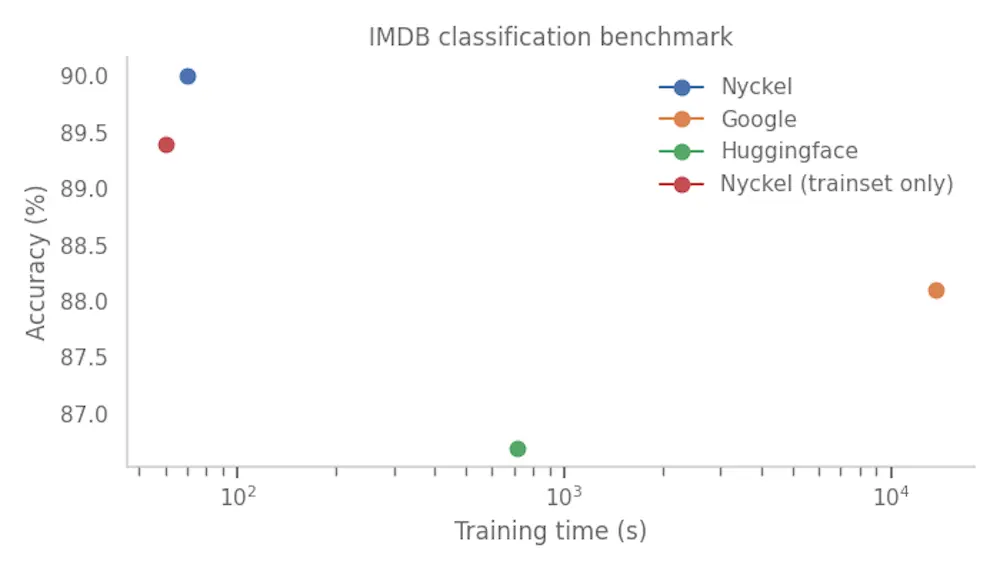 IMDB classification benchmark
Accuracy (%)
90.0
89.5
89.0
88.5
88.0
87.5
87.0
Nyckel
Google
Huggingface
Nyckel (trainset only)
10²
10³
10⁴
Training time (s)